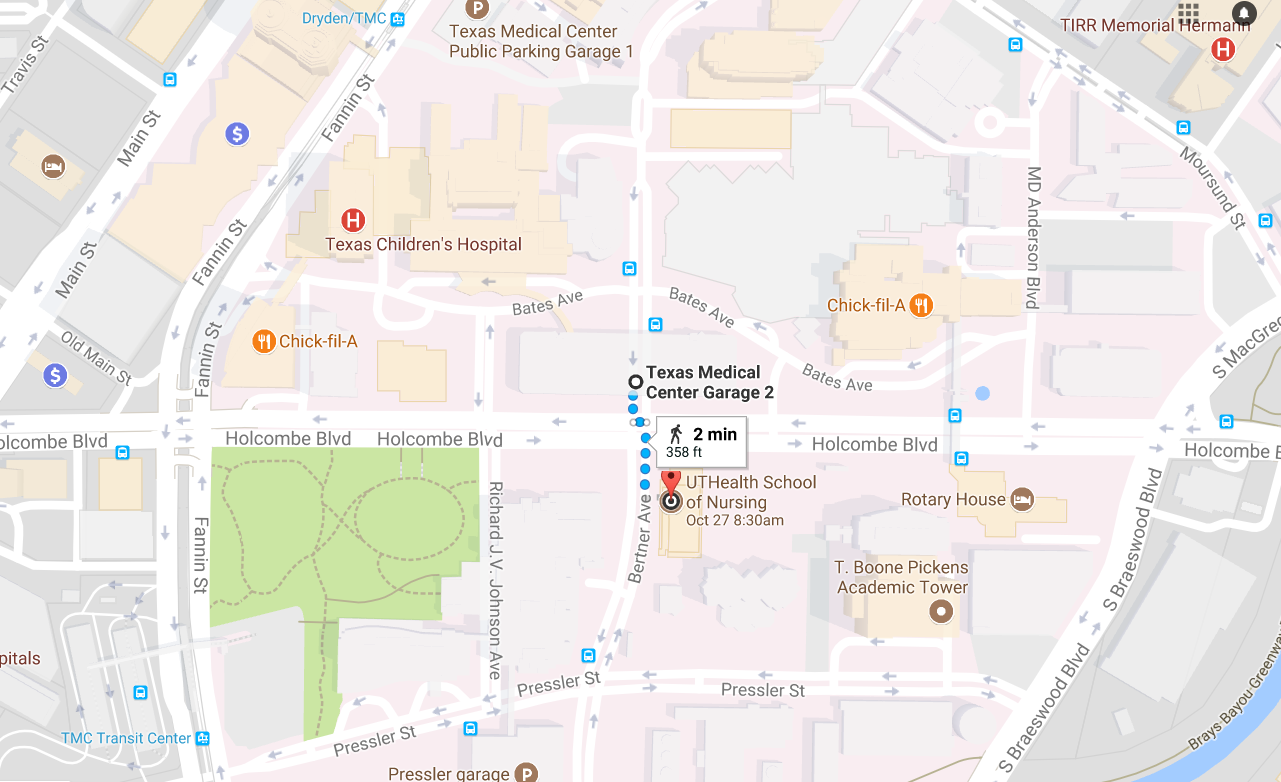 Dryden/TMC
P
Texas Medical Center
Public Parking Garage 1
TIRR Memorial Hermann
H
Travis St
Main St
Fannin St
$
MD Anderson Blvd
Moursund St
H
Texas Children's Hospital
Main St
Fannin St
Bates Ave
Bates Ave
Chick-fil-A
Chick-fil-A
Old Main St
Fannin St
$
S MacGre
Texas Medical
Center Garage 2
Bates Ave
olcombe Blvd
Holcombe Blvd
Holcombe Blvd
2 min
358 ft
Holcombe Blvd
Holcombe B
UTHealth School
of Nursing
Oct 27 8:30am
Rotary House
Fannin St
Richard J.V. Johnson Ave
Bertner Ave
S Braeswood Blvd
T. Boone Pickens
Academic Tower
pitals
Pressler St
Pressler St
S Braeswood Blvd
Brays Bayou Greenwa
TMC Transit Center
Pressler St
Pressler garage
P